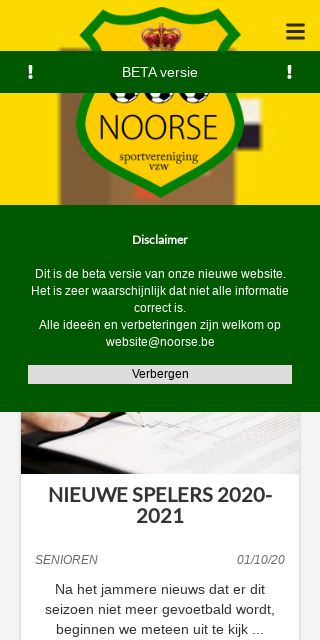 BETA versie
NOORSE
sportvereniging
vzw
Disclaimer
Dit is de beta versie van onze nieuwe website.
Het is zeer waarschijnlijk dat niet alle informatie
correct is.
Alle ideeën en verbeteringen zijn welkom op
website@noorse.be
Verbergen
NIEUWE SPELERS 2020-
2021
SENIOREN 01/10/20
Na het jammere nieuws dat er dit
seizoen niet meer gevoetbald wordt,
beginnen we meteen uit te kijk ...